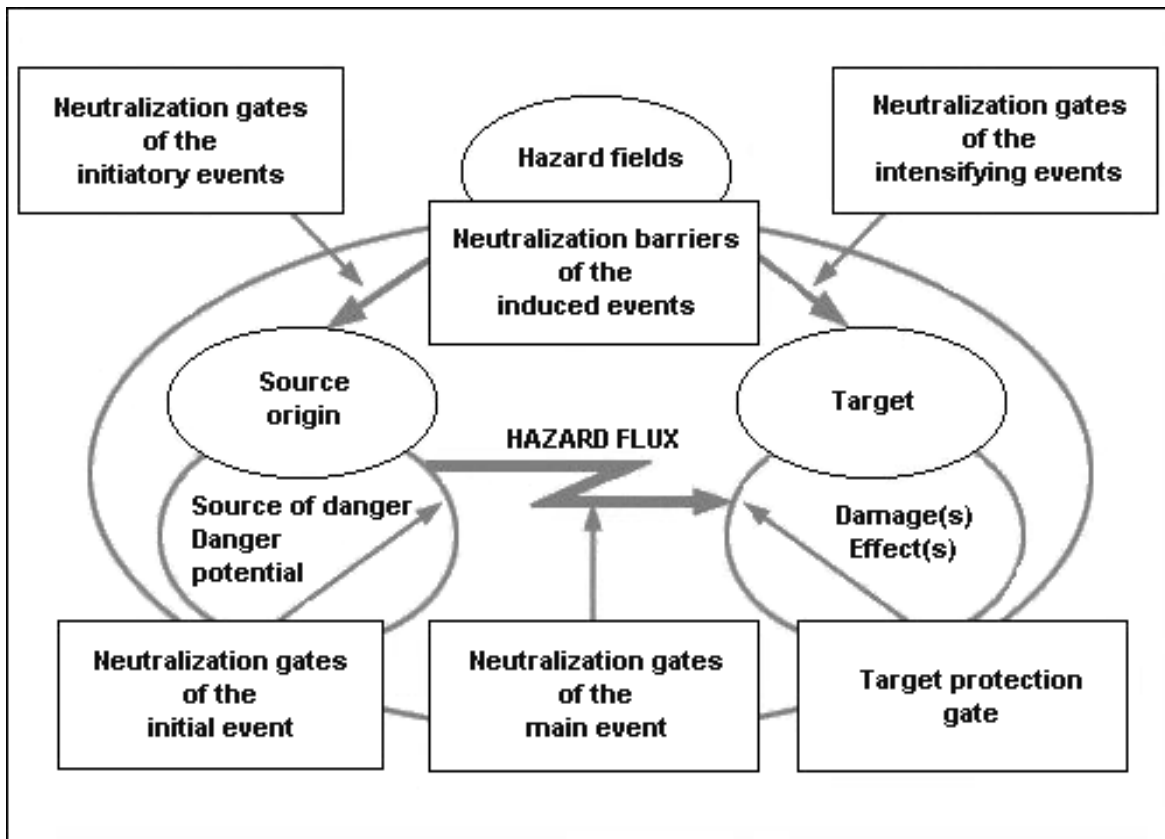 Neutralization gates
of the
initiatory events
Hazard fields
Neutralization gates
of the
intensifying events
Neutralization barriers
of the
induced events
Source
origin
Target
HAZARD FLUX
Source of danger
Danger
potential
Damage(s)
Effect(s)
Neutralization gates
of the
initial event
Neutralization gates
of the
main event
Target protection
gate